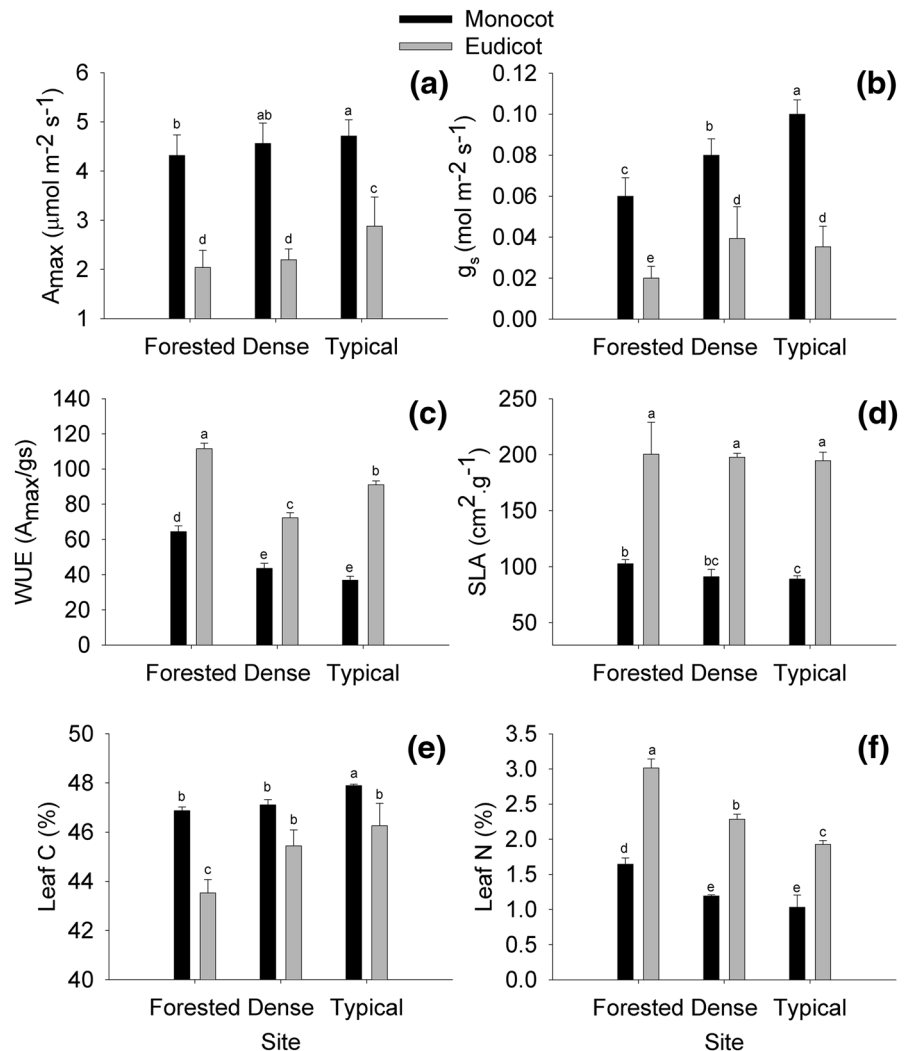 Monocot
Eudicot
(a)
Amax (μmol m-2 s-1)
6
5
4
3
2
1
b
ab
a
d
d
c
Forested Dense Typical
(b)
gs (mol m-2 s-1)
0.12
0.10
0.08
0.06
0.04
0.02
0.00
c
b
a
e
d
d
Forested Dense Typical
(c)
WUE (Amax/gs)
140
120
100
80
60
40
20
0
d
a
e
c
e
b
Forested Dense Typical
(d)
SLA (cm2.g-1)
250
200
150
100
50
b
a
bc
a
c
a
Forested Dense Typical
(e)
Leaf C (%)
50
48
46
44
42
40
b
c
b
b
a
b
Forested Dense Typical
Site
(f)
Leaf N (%)
3.5
3.0
2.5
2.0
1.5
1.0
0.5
0.0
d
a
e
b
e
c
Forested Dense Typical
Site